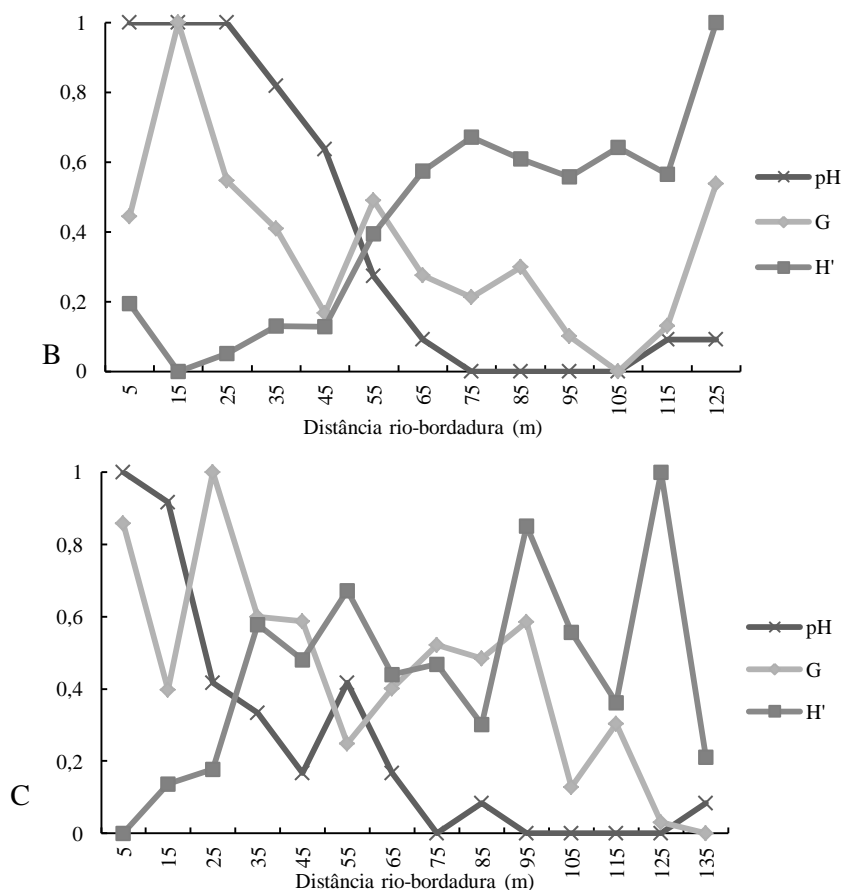 1
0,8
0,6
0,4
0,2
0
B
5 15 25 35 45 55 65 75 85 95 105 115 125
Distância rio-bordadura (m)
pH
G
H'
1
0,8
0,6
0,4
0,2
0
C
5 15 25 35 45 55 65 75 85 95 105 115 125 135
Distância rio-bordadura (m)
pH
G
H'